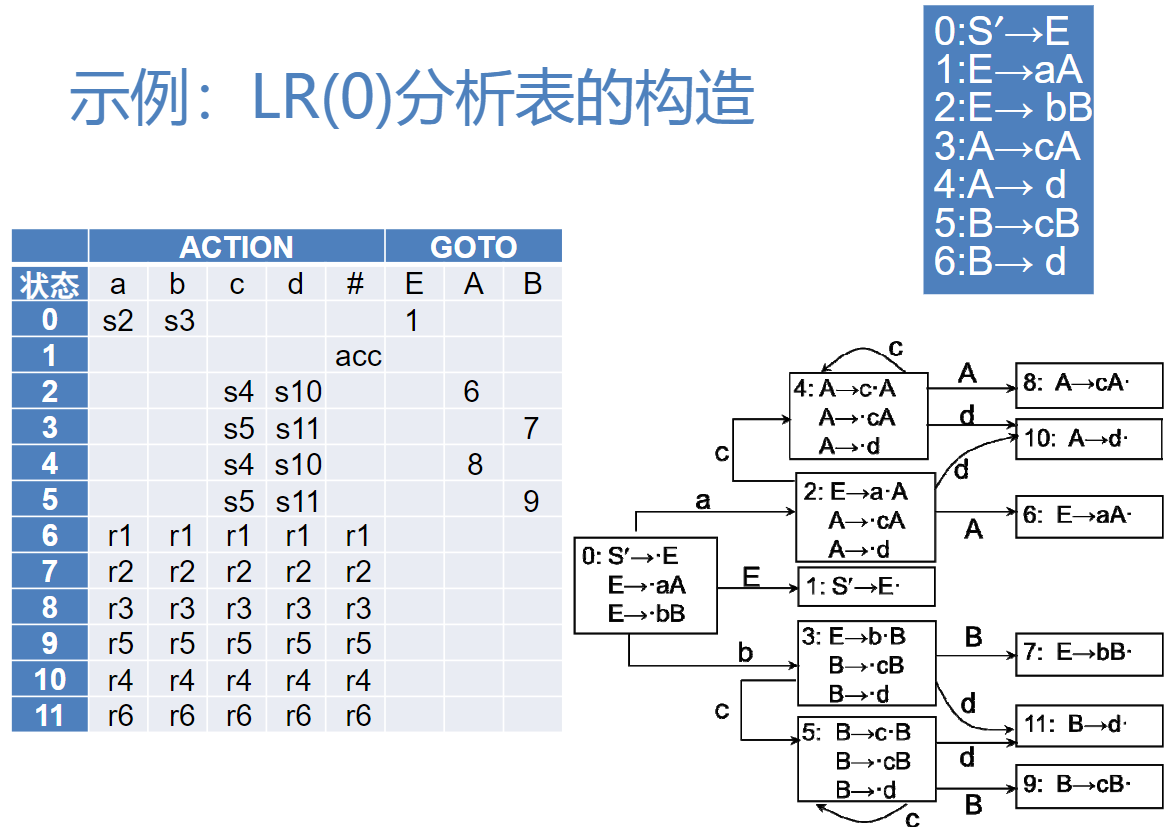 示例：LR(0)分析表的构造
0:S′→E
1:E→aA
2:E→ bB
3:A→cA
4:A→ d
5:B→cB
6:B→ d
ACTION GOTO
状态 a b c d # E A B
0 s2 s3 1
1 acc
2 s4 s10 6
3 s5 s11 7
4 s4 s10 8
5 s5 s11 9
6 r1 r1 r1 r1 r1
7 r2 r2 r2 r2 r2
8 r3 r3 r3 r3 r3
9 r5 r5 r5 r5 r5
10 r4 r4 r4 r4 r4
11 r6 r6 r6 r6 r6
c
4: A→c·A
A→·cA
A→·d
A
8: A→cA·
d
10: A→d·
c
d
2: E→a·A
A→·cA
A→·d
a
A
6: E→aA·
0: S′→·E
E→·aA
E→·bB
E
1: S′→E·
b
3: E→b·B
B→·cB
B→·d
B
7: E→bB·
c
d
11: B→d·
5: B→c·B
B→·cB
B→·d
d
B
9: B→cB·
c